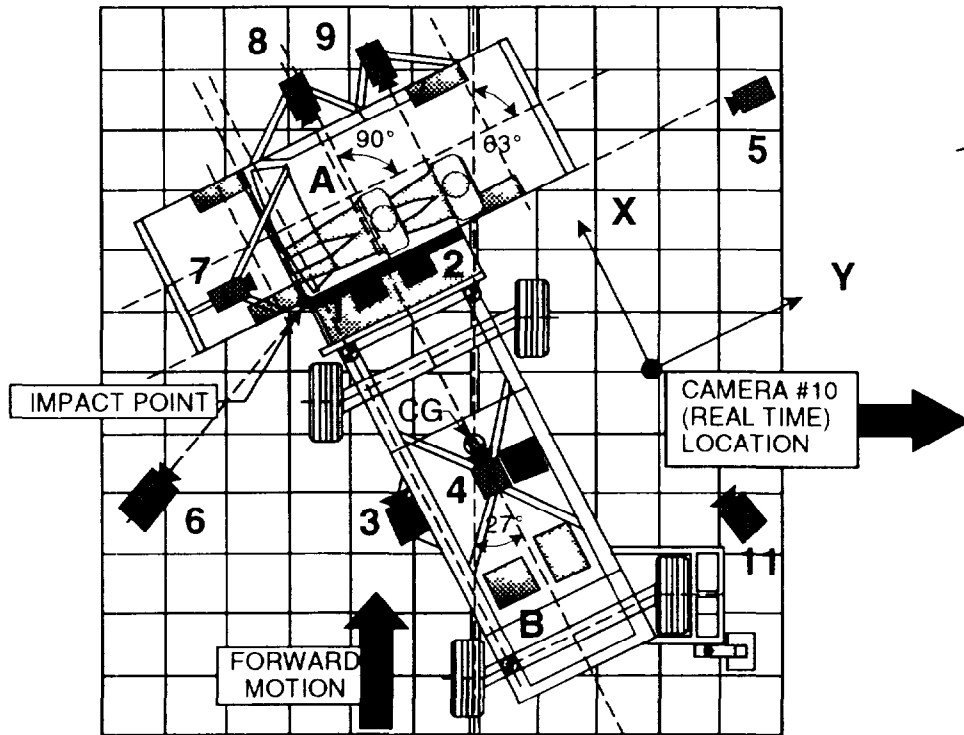 8
9
90°
63°
A
5
X
7
2
Y
1
IMPACT POINT
CG
CAMERA #10
(REAL TIME)
LOCATION
4
6
3
27°
11
B
FORWARD
MOTION